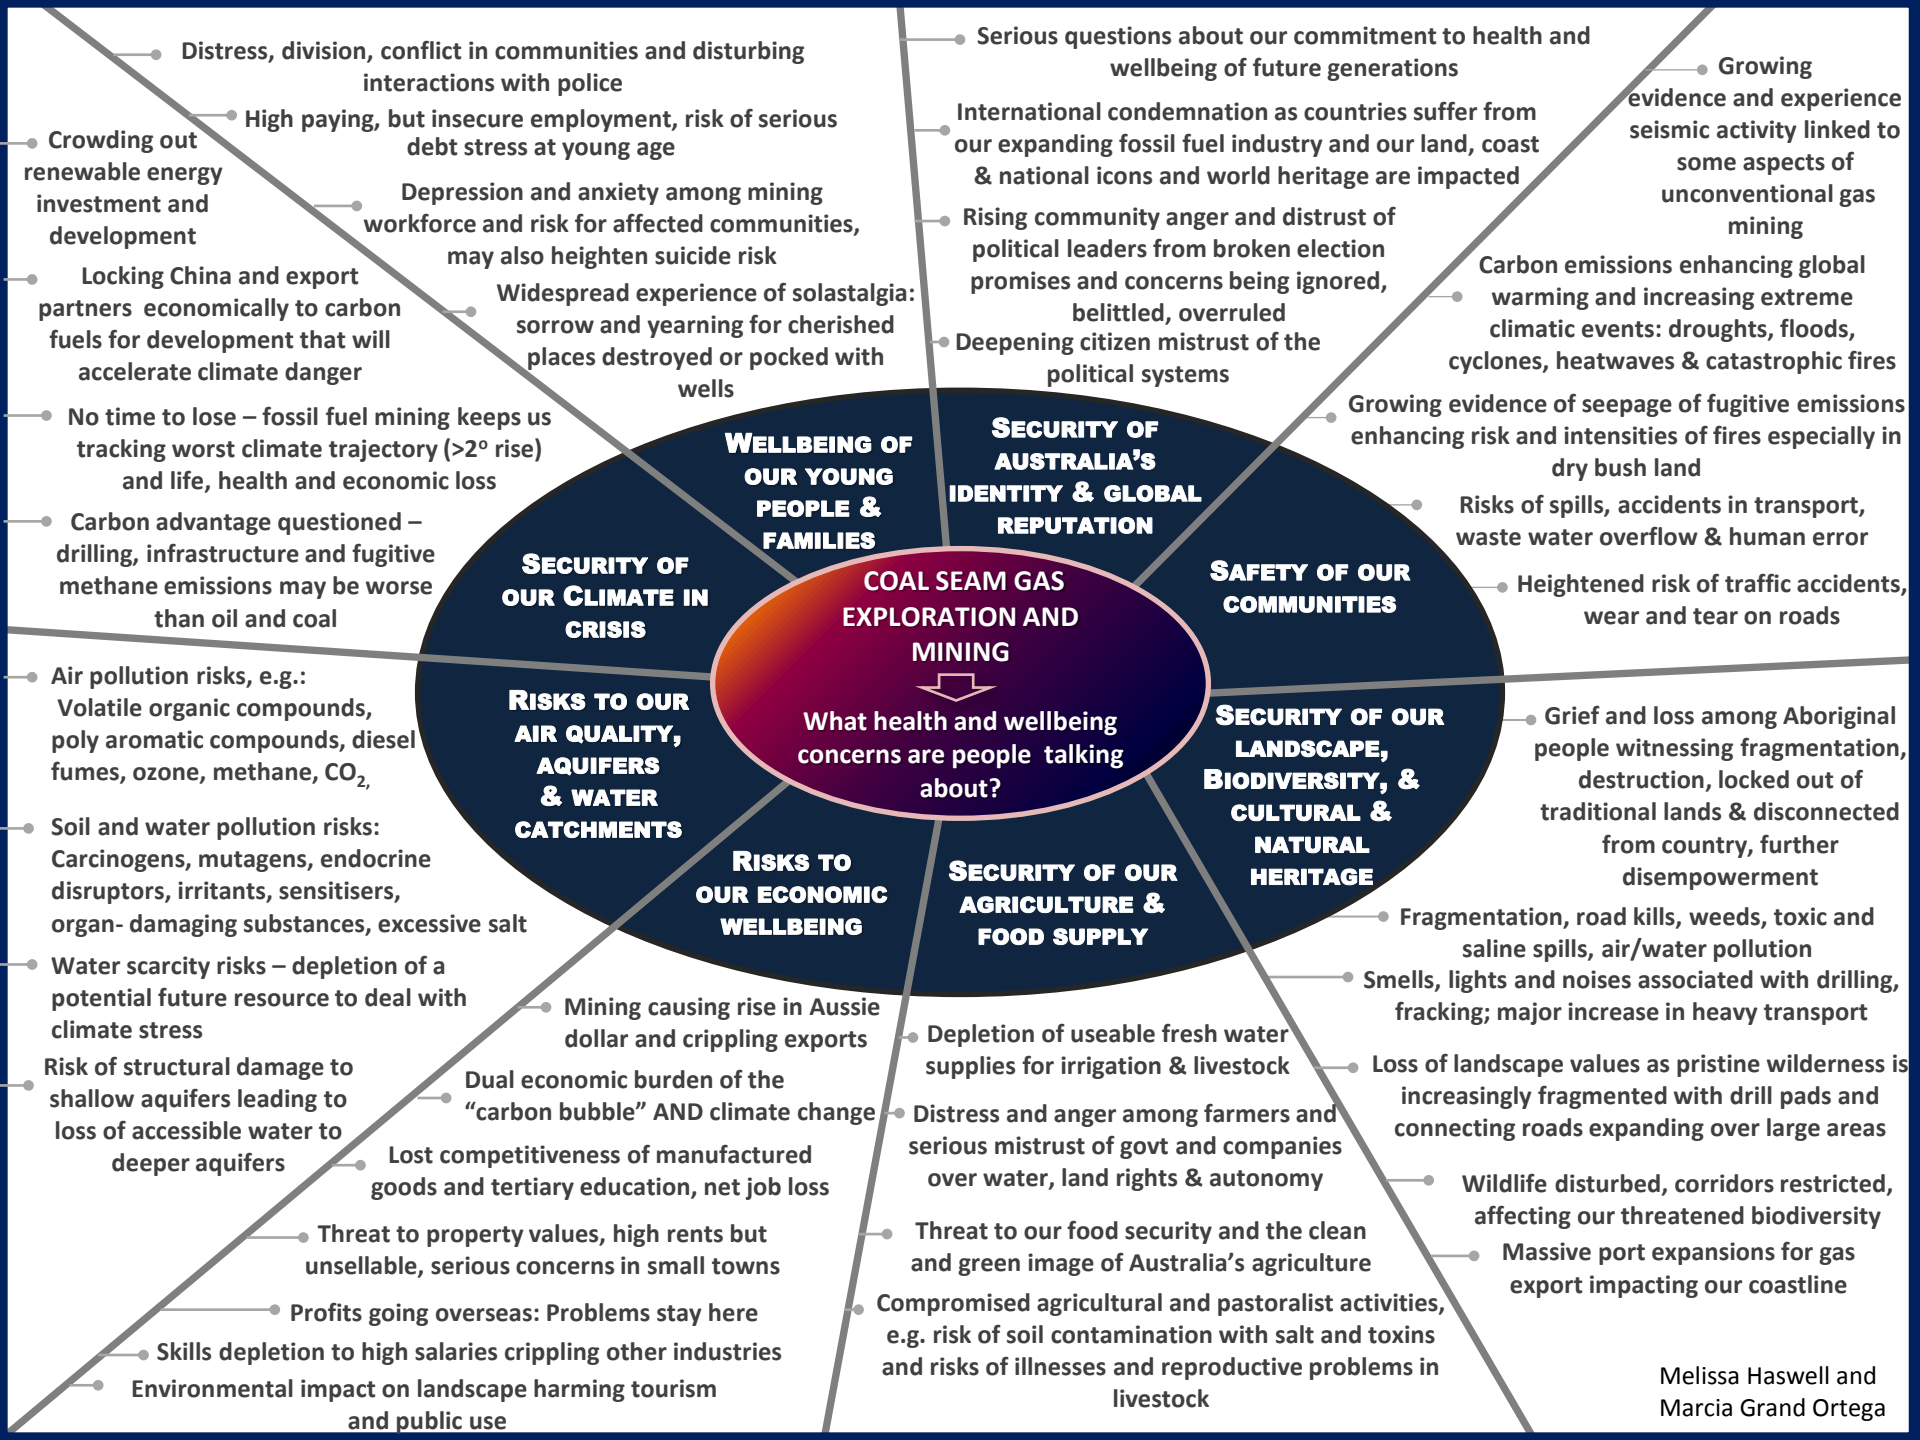 COAL SEAM GAS
EXPLORATION AND
MINING
What health and wellbeing
concerns are people talking
about?
WELLBEING OF
OUR YOUNG
PEOPLE &
FAMILIES
Distress, division, conflict in communities and disturbing
interactions with police
High paying, but insecure employment, risk of serious
debt stress at young age
Depression and anxiety among mining
workforce and risk for affected communities,
may also heighten suicide risk
Widespread experience of solastalgia:
sorrow and yearning for cherished
places destroyed or pocked with
wells
SECURITY OF
AUSTRALIA'S
IDENTITY & GLOBAL
REPUTATION
Serious questions about our commitment to health and
wellbeing of future generations
International condemnation as countries suffer from
our expanding fossil fuel industry and our land, coast
& national icons and world heritage are impacted
Rising community anger and distrust of
political leaders from broken election
promises and concerns being ignored,
belittled, overruled
Deepening citizen mistrust of the
political systems
SAFETY OF OUR
COMMUNITIES
Growing
evidence and experience
seismic activity linked to
some aspects of
unconventional gas
mining
Carbon emissions enhancing global
warming and increasing extreme
climatic events: droughts, floods,
cyclones, heatwaves & catastrophic fires
Growing evidence of seepage of fugitive emissions
enhancing risk and intensities of fires especially in
dry bush land
Risks of spills, accidents in transport,
waste water overflow & human error
Heightened risk of traffic accidents,
wear and tear on roads
SECURITY OF OUR
LANDSCAPE,
BIODIVERSITY, &
CULTURAL &
NATURAL
HERITAGE
Grief and loss among Aboriginal
people witnessing fragmentation,
destruction, locked out of
traditional lands & disconnected
from country, further
disempowerment
Fragmentation, road kills, weeds, toxic and
saline spills, air/water pollution
Smells, lights and noises associated with drilling,
fracking; major increase in heavy transport
Loss of landscape values as pristine wilderness is
increasingly fragmented with drill pads and
connecting roads expanding over large areas
Wildlife disturbed, corridors restricted,
affecting our threatened biodiversity
Massive port expansions for gas
export impacting our coastline
SECURITY OF OUR
AGRICULTURE &
FOOD SUPPLY
Depletion of useable fresh water
supplies for irrigation & livestock
Distress and anger among farmers and
serious mistrust of govt and companies
over water, land rights & autonomy
Threat to our food security and the clean
and green image of Australia's agriculture
Compromised agricultural and pastoralist activities,
e.g. risk of soil contamination with salt and toxins
and risks of illnesses and reproductive problems in
livestock
RISKS TO
OUR ECONOMIC
WELLBEING
Mining causing rise in Aussie
dollar and crippling exports
Dual economic burden of the
“carbon bubble” AND climate change
Lost competitiveness of manufactured
goods and tertiary education, net job loss
Threat to property values, high rents but
unsellable, serious concerns in small towns
Profits going overseas: Problems stay here
Skills depletion to high salaries crippling other industries
Environmental impact on landscape harming tourism
and public use
RISKS TO OUR
AIR QUALITY,
AQUIFERS
& WATER
CATCHMENTS
Air pollution risks, e.g.:
Volatile organic compounds,
poly aromatic compounds, diesel
fumes, ozone, methane, CO2,
Soil and water pollution risks:
Carcinogens, mutagens, endocrine
disruptors, irritants, sensitisers,
organ- damaging substances, excessive salt
Water scarcity risks – depletion of a
potential future resource to deal with
climate stress
Risk of structural damage to
shallow aquifers leading to
loss of accessible water to
deeper aquifers
SECURITY OF
OUR CLIMATE IN
CRISIS
Crowding out
renewable energy
investment and
development
Locking China and export
partners economically to carbon
fuels for development that will
accelerate climate danger
No time to lose – fossil fuel mining keeps us
tracking worst climate trajectory (>2º rise)
and life, health and economic loss
Carbon advantage questioned –
drilling, infrastructure and fugitive
methane emissions may be worse
than oil and coal
Melissa Haswell and
Marcia Grand Ortega